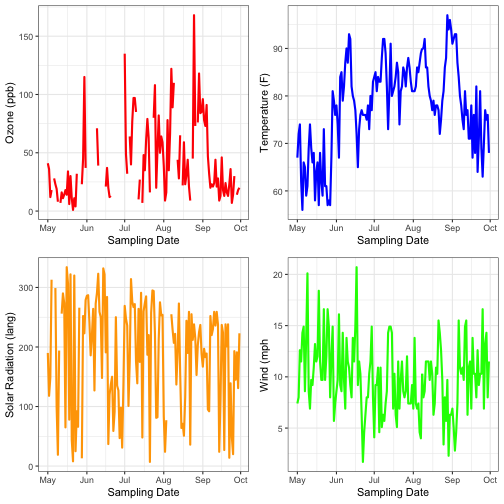 Ozone (ppb)
150
100
50
0
May Jun Jul Aug Sep Oct
Sampling Date
Temperature (F)
90
80
70
60
May Jun Jul Aug Sep Oct
Sampling Date
Solar Radiation (lang)
300
200
100
0
May Jun Jul Aug Sep Oct
Sampling Date
Wind (mph
20
15
10
5
May Jun Jul Aug Sep Oct
Sampling Date